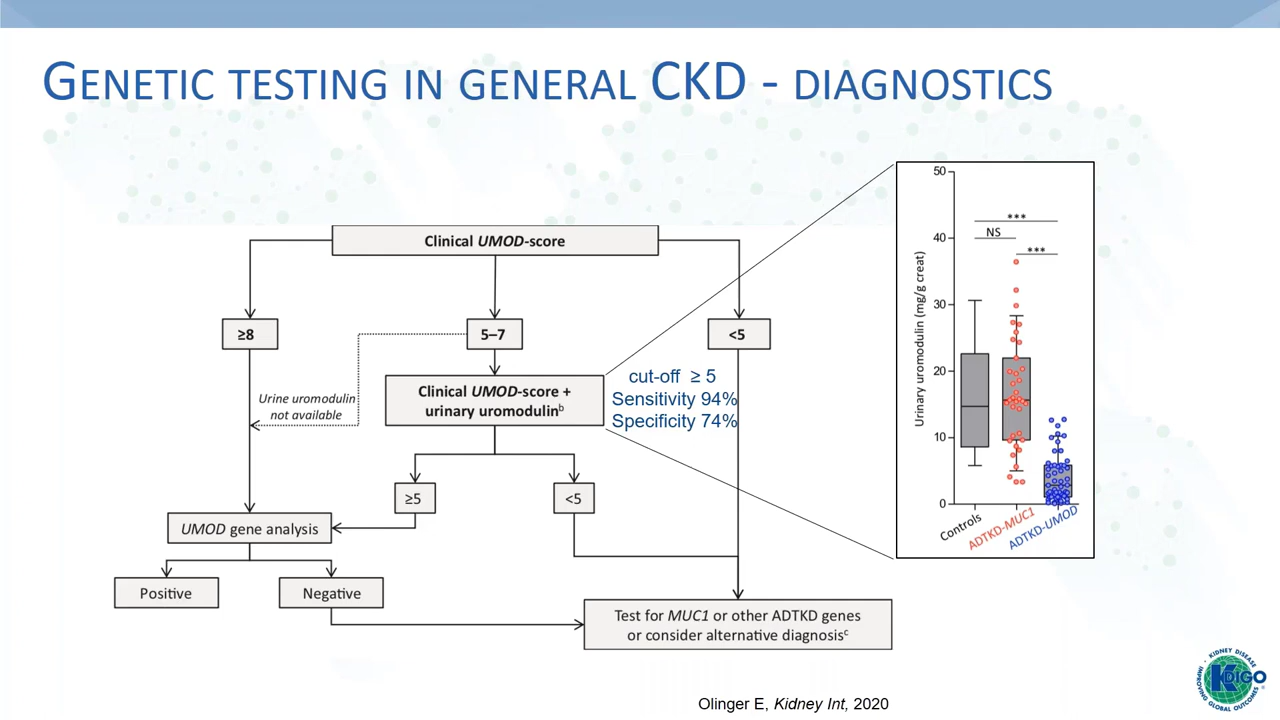 GENETIC TESTING IN GENERAL CKD - DIAGNOSTICS
Clinical UMOD-score
≥8
5–7
<5
Urine uromodulin
not available
Clinical UMOD-score +
urinary uromodulinᵇ
cut-off ≥ 5
Sensitivity 94%
Specificity 74%
≥5
<5
UMOD gene analysis
Positive
Negative
Test for MUC1 or other ADTKD genes
or consider alternative diagnosisᶜ
Urinary uromodulin (mg/g creat)
50
40
30
20
10
0
***
NS
***
Controls
ADTKD-MUC1
ADTKD-UMOD
Olinger E, Kidney Int, 2020
KIDNEY DISEASE
KDIGO
IMPROVING GLOBAL OUTCOMES